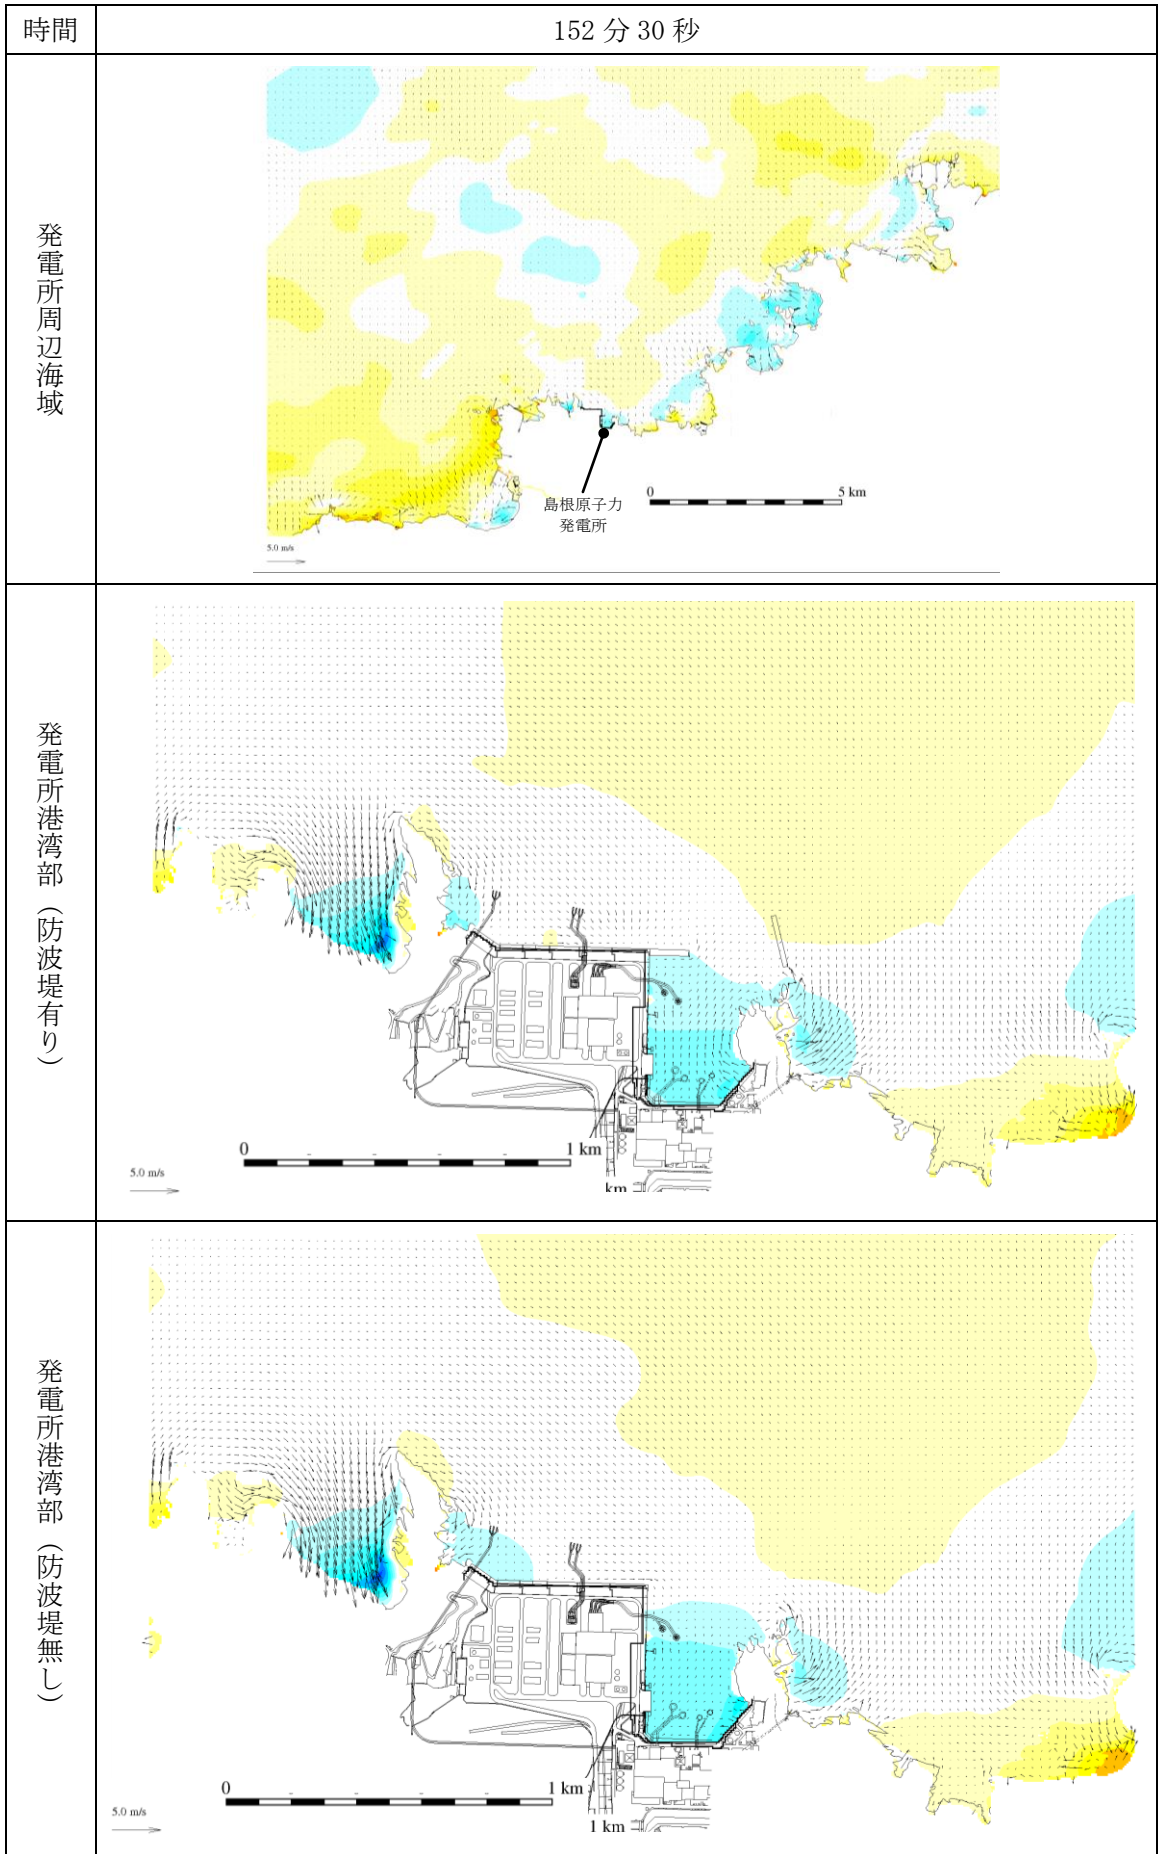 時間
152 分 30 秒
発電所周辺海域
島根原子力
発電所
0
5 km
5.0 m/s
発電所港湾部（防波堤有り）
0
1 km
5.0 m/s
km
発電所港湾部（防波堤無し）
0
1 km
5.0 m/s
1 km